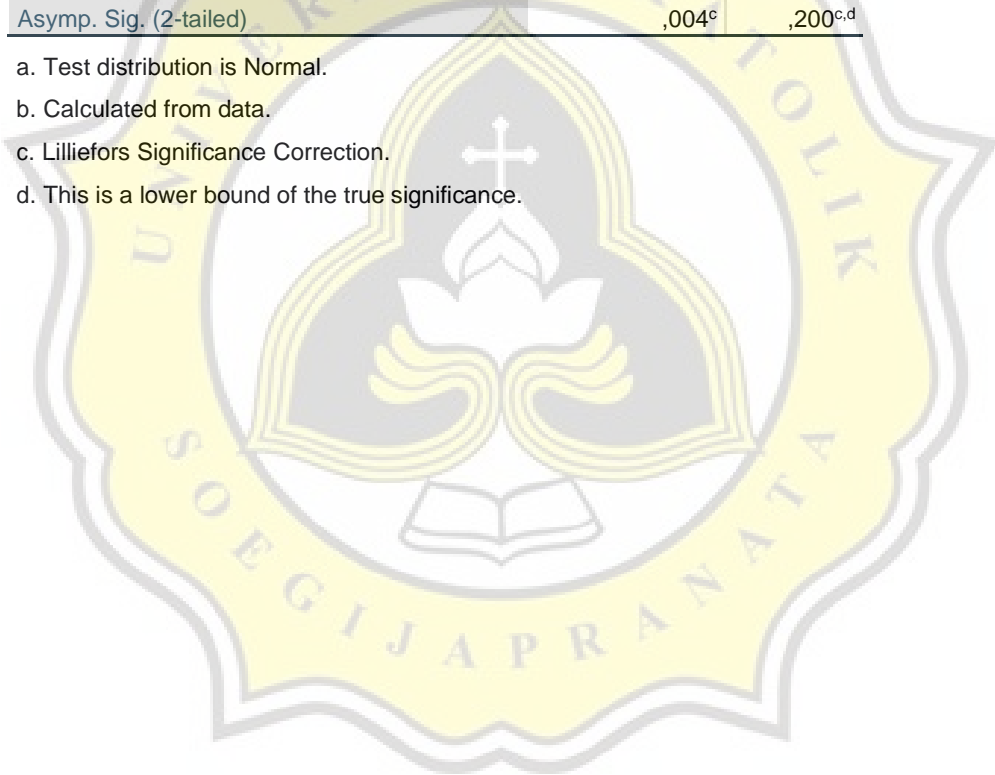 Asymp. Sig. (2-tailed) ,004c ,200c,d
a. Test distribution is Normal.
b. Calculated from data.
c. Lilliefors Significance Correction.
d. This is a lower bound of the true significance.
SOEGIJAPRANATA